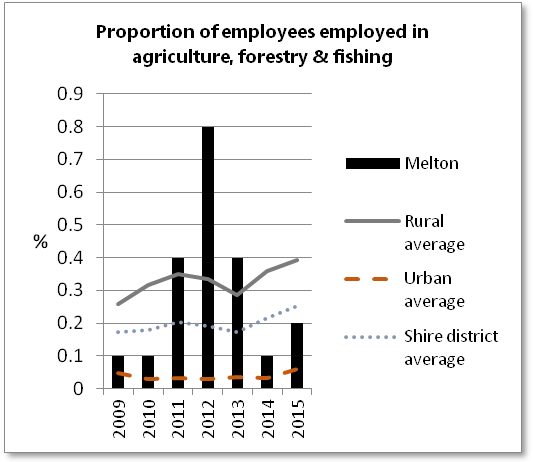 Proportion of employees employed in
agriculture, forestry & fishing
0.9
0.8
0.7
0.6
0.5
0.4
0.3
0.2
0.1
0
%
2009
2010
2011
2012
2013
2014
2015
Melton
Rural
average
Urban
average
Shire district
average